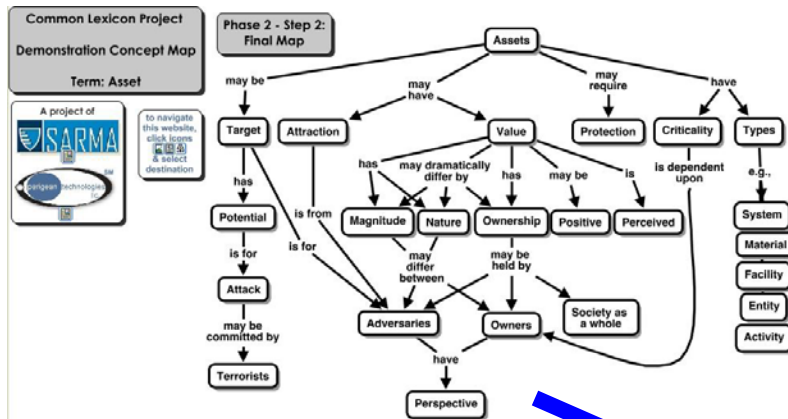 Common Lexicon Project
Demonstration Concept Map
Term: Asset
Phase 2 - Step 2:
Final Map
A project of
SARMA
perigean technologies
SM
to navigate
this website,
click icons
& select
destination
Assets
may be
may
have
may
require
have
Target
Attraction
Value
Protection
Criticality
Types
has
has
may dramatically
differ by
has
may be
is
is dependent
upon
e.g.,
Potential
is from
Magnitude
Nature
Ownership
Positive
Perceived
System
Material
Facility
Entity
Activity
is for
is for
may
differ
between
may be
held by
Attack
Adversaries
Owners
Society as
a whole
may be
committed by
have
Terrorists
Perspective